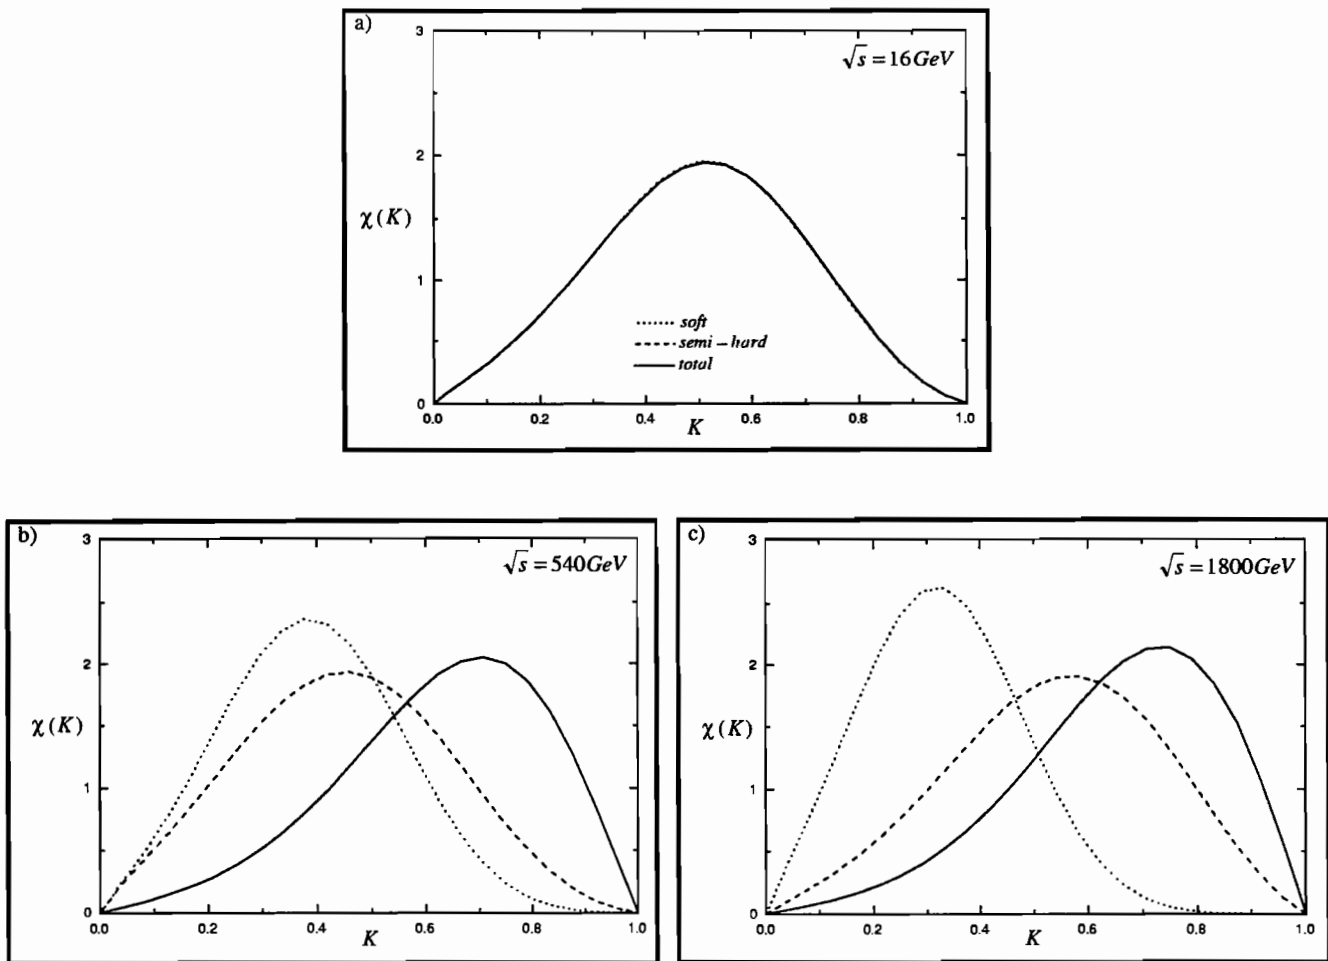 a)
3
√s = 16GeV
2
χ(K)
1
soft
semi – hard
total
0
0.0 0.2 0.4 0.6 0.8 1.0
K
b)
3
√s = 540GeV
2
χ(K)
1
0
0.0 0.2 0.4 0.6 0.8 1.0
K
c)
3
√s = 1800GeV
2
χ(K)
1
0
0.0 0.2 0.4 0.6 0.8 1.0
K